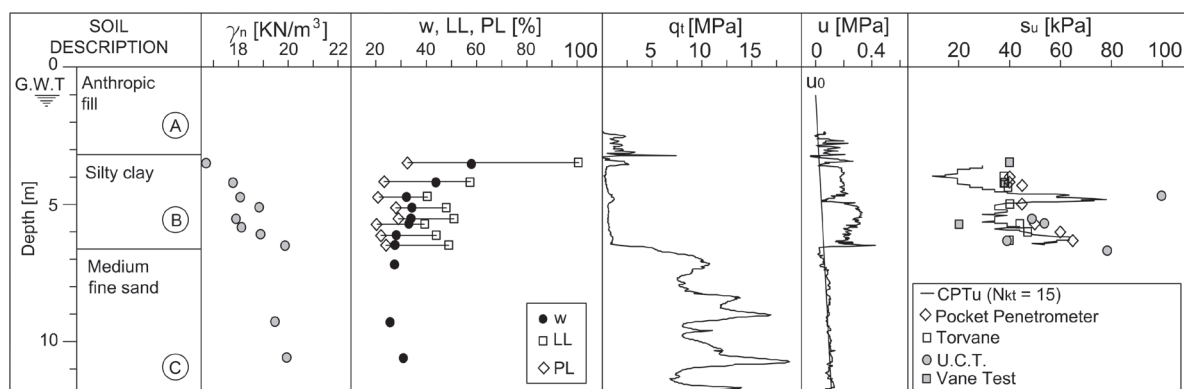 SOIL DESCRIPTION
γn [KN/m³]
w, LL, PL [%]
qt [MPa]
u [MPa]
su [kPa]
18 20 22
20 40 60 80 100
5 10 15
0 0.4
20 40 60 80 100
0
G.W.T
Anthropic
fill
A
u0
Silty clay
B
5
Depth [m]
Medium
fine sand
C
10
w
LL
PL
CPTu (Nkt = 15)
Pocket Penetrometer
Torvane
U.C.T.
Vane Test